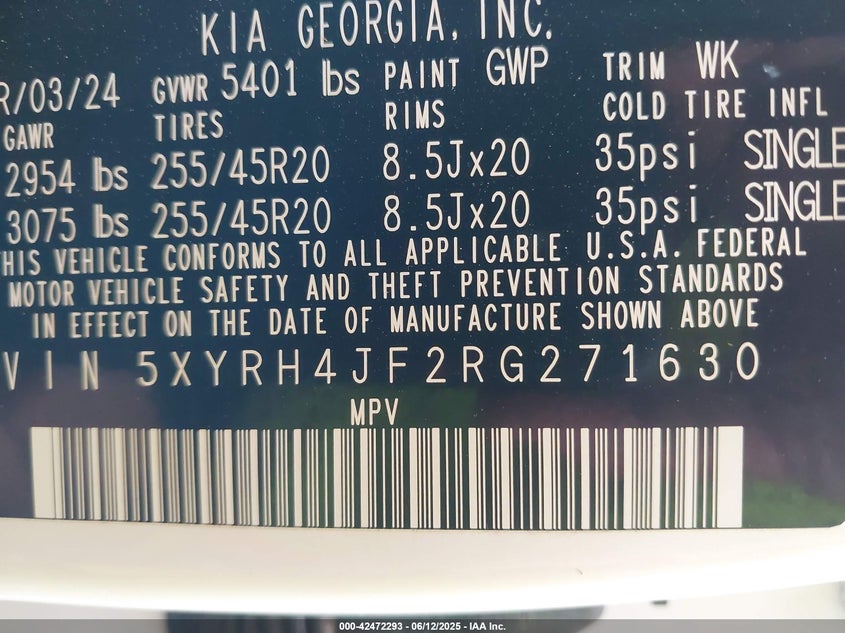 KIA GEORGIA, INC.
R/03/24 GVWR 5401 lbs PAINT GWP TRIM WK
GAWR TIRES RIMS COLD TIRE INFL
2954 lbs 255/45R20 8.5Jx20 35psi SINGLE
3075 lbs 255/45R20 8.5Jx20 35psi SINGLE
THIS VEHICLE CONFORMS TO ALL APPLICABLE U.S.A. FEDERAL
MOTOR VEHICLE SAFETY AND THEFT PREVENTION STANDARDS
IN EFFECT ON THE DATE OF MANUFACTURE SHOWN ABOVE
VIN 5XYRH4JF2RG271630
MPV
000-42472293 - 06/12/2025 - IAA Inc.